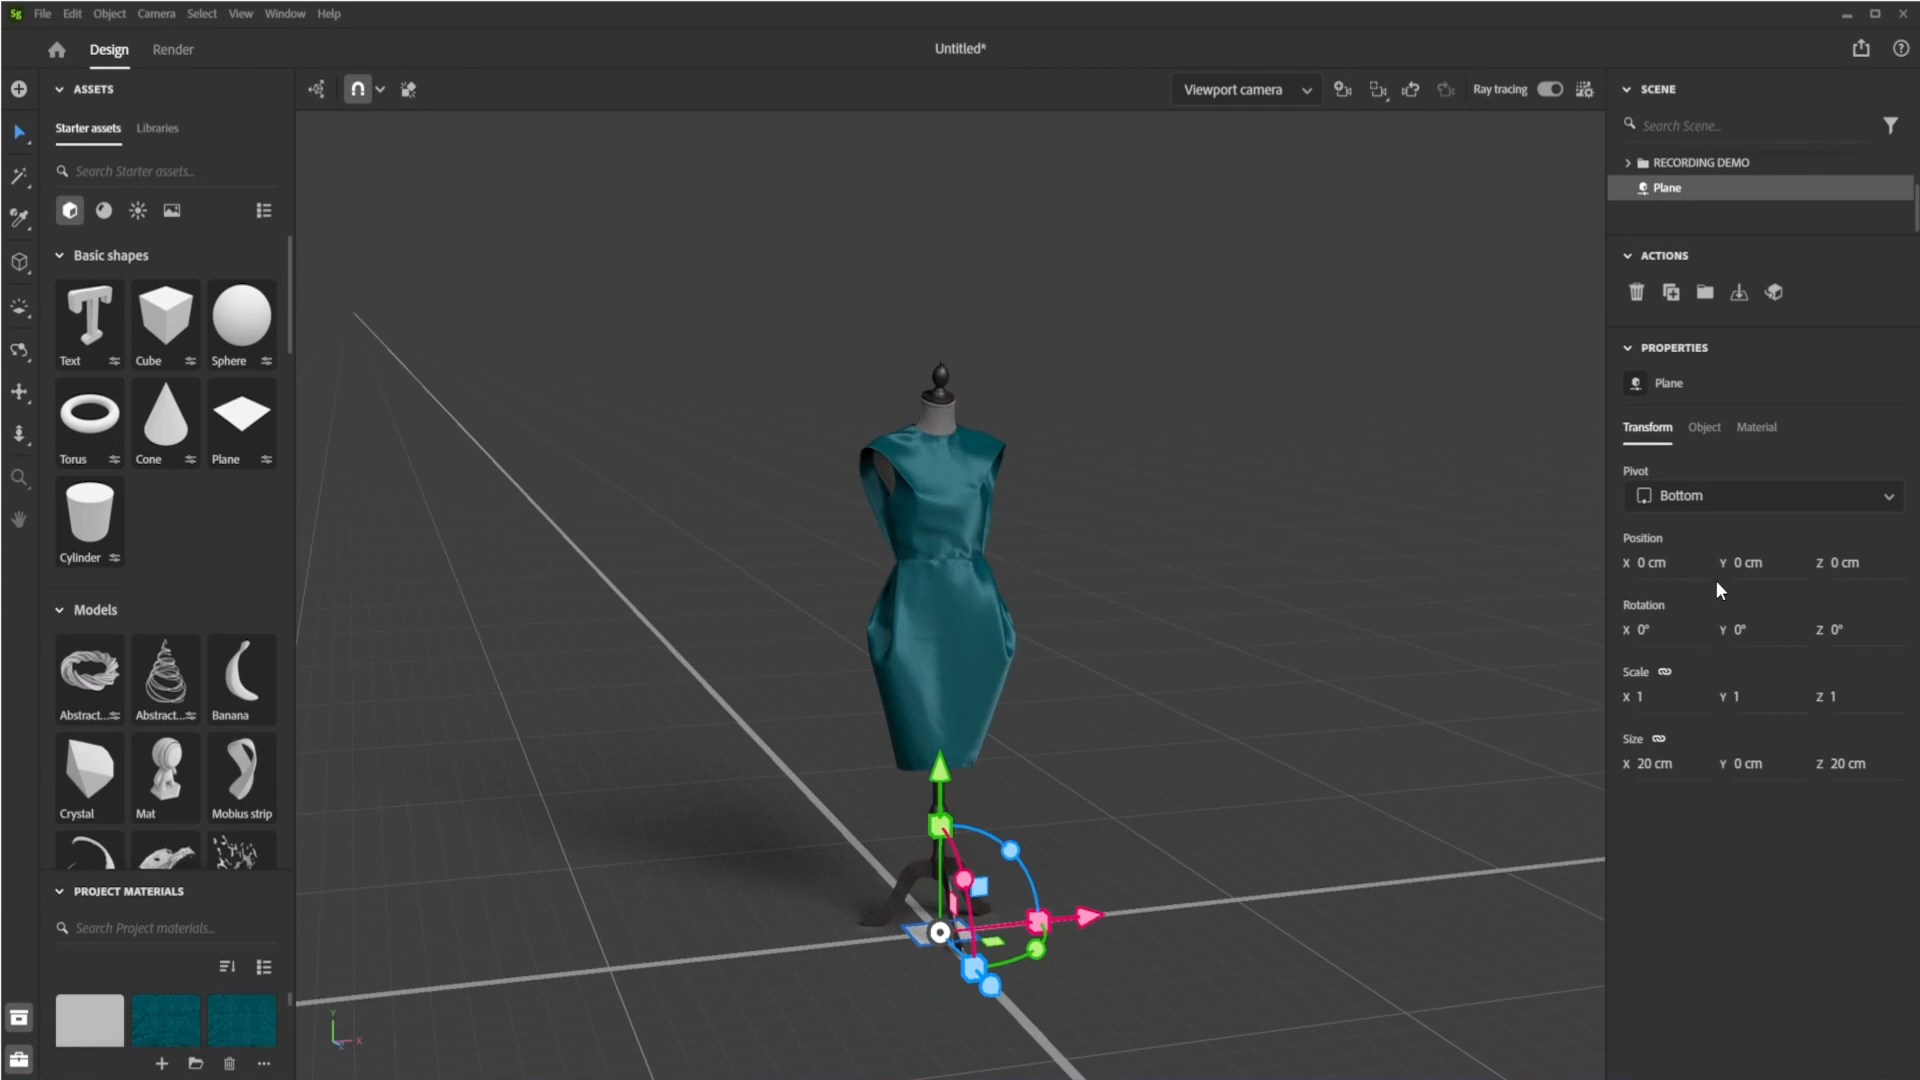 Sg File Edit Object Camera Select View Window Help
Design Render Untitled*
ASSETS
Starter assets Libraries
Search Starter assets...
Basic shapes
Text Cube Sphere
Torus Cone Plane
Cylinder
Models
Abstract... Abstract... Banana
Crystal Mat Mobius strip
PROJECT MATERIALS
Search Project materials...
Viewport camera Ray tracing
Y
X
Z
SCENE
Search Scene...
RECORDING DEMO
Plane
ACTIONS
PROPERTIES
Plane
Transform Object Material
Pivot
Bottom
Position
X 0 cm Y 0 cm Z 0 cm
Rotation
X 0° Y 0° Z 0°
Scale
X 1 Y 1 Z 1
Size
X 20 cm Y 0 cm Z 20 cm